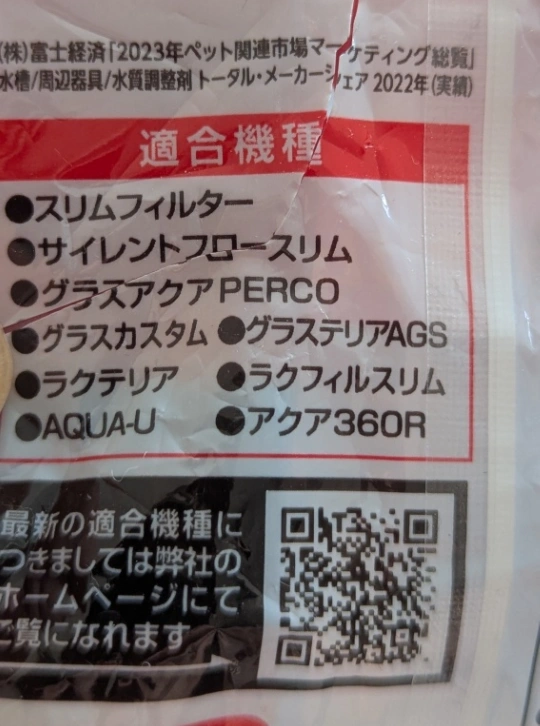 (株)富士経済「2023年ペット関連市場マーケティング総覧」
水槽/周辺器具/水質調整剤 トータル・メーカーシェア 2022年(実績)
適合機種
●スリムフィルター
●サイレントフロースリム
●グラスアクアPERCO
●グラスカスタム ●グラステリアAGS
●ラクテリア ●ラクフィルスリム
●AQUA-U ●アクア360R
最新の適合機種に
つきましては弊社の
ホームページにて
ご覧になれます